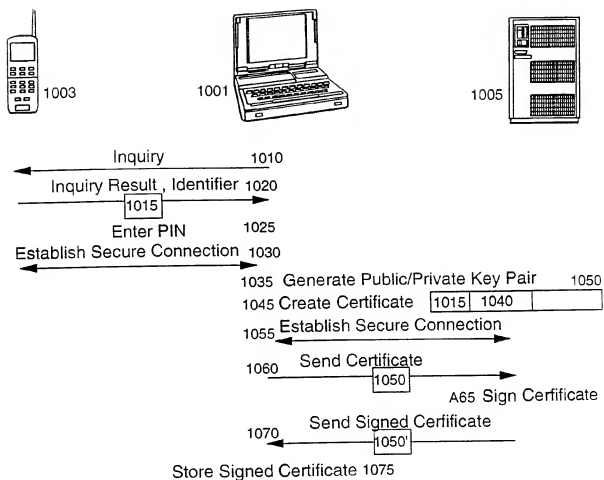 1003
1001
1005
Inquiry 1010
Inquiry Result , Identifier 1020
1015
Enter PIN 1025
Establish Secure Connection 1030
1035 Generate Public/Private Key Pair 1050
1045 Create Certificate 1015 1040
1055 Establish Secure Connection
1060 Send Certificate
1050
A65 Sign Cerfificate
Send Signed Cerfificate
1070 1050'
Store Signed Certificate 1075